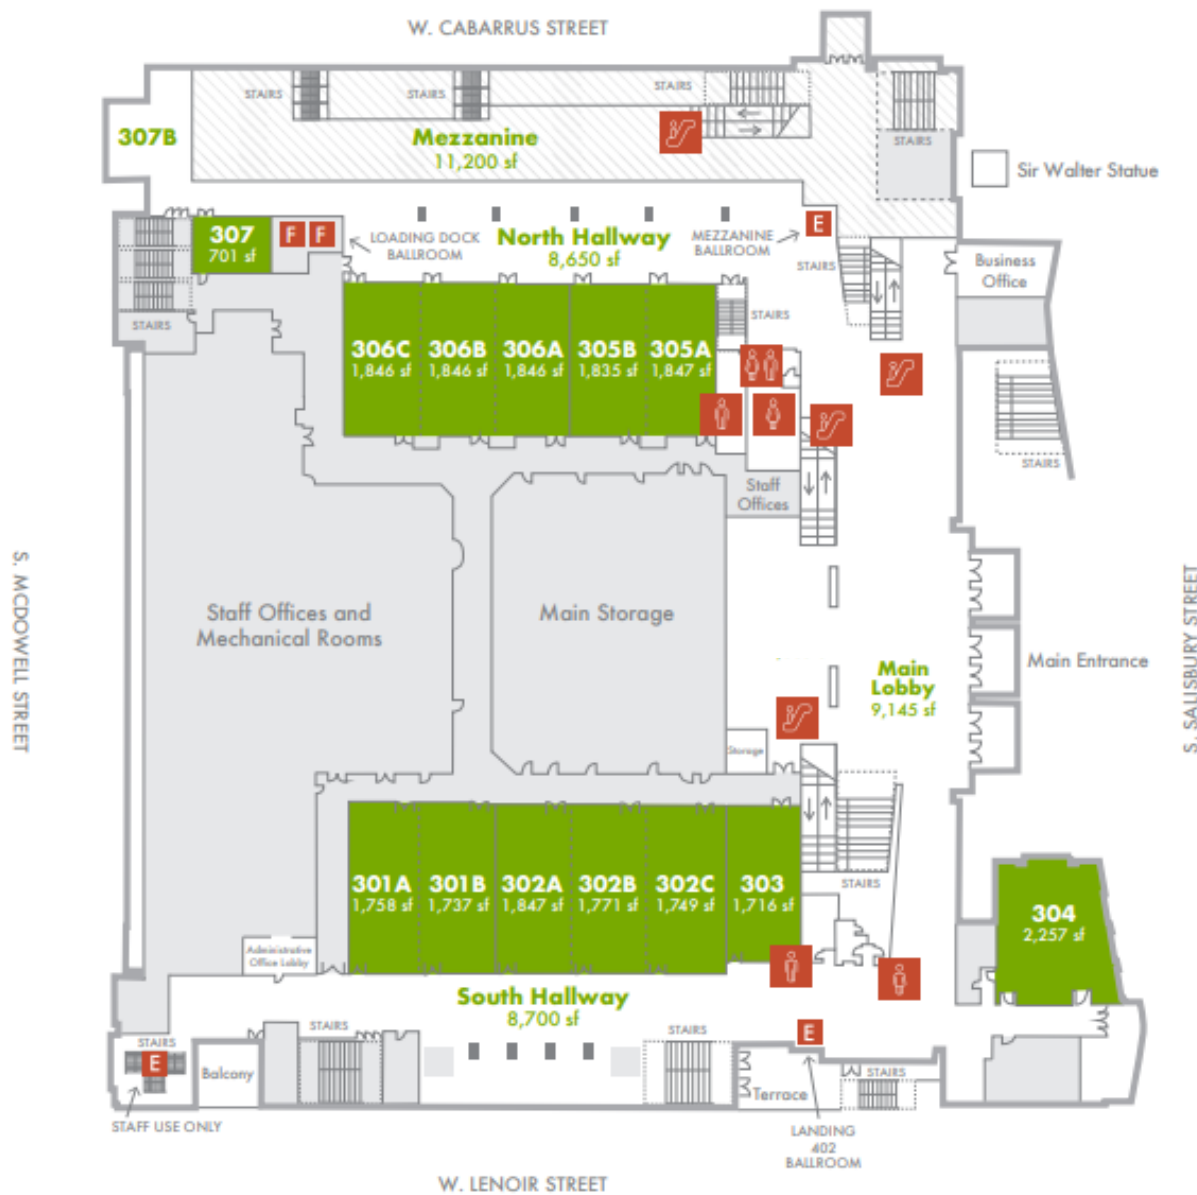 W. CABARRUS STREET
STAIRS
STAIRS
STAIRS
307B
Mezzanine
11,200 sf
STAIRS
Sir Walter Statue
307
701 sf
F
F
LOADING DOCK
BALLROOM
North Hallway
8,650 sf
MEZZANINE
BALLROOM
E
STAIRS
Business
Office
STAIRS
STAIRS
306C
1,846 sf
306B
1,846 sf
306A
1,846 sf
305B
1,835 sf
305A
1,847 sf
STAIRS
Staff
Offices
S. MCDOWELL STREET
Staff Offices and
Mechanical Rooms
Main Storage
Main
Lobby
9,145 sf
Main Entrance
S. SALISBURY STREET
Storage
301A
1,758 sf
301B
1,737 sf
302A
1,847 sf
302B
1,771 sf
302C
1,749 sf
303
1,716 sf
STAIRS
304
2,257 sf
Administrative
Office Lobby
South Hallway
8,700 sf
STAIRS
STAIRS
E
STAIRS
E
Balcony
STAIRS
Terrace
STAFF USE ONLY
LANDING
402
BALLROOM
W. LENOIR STREET